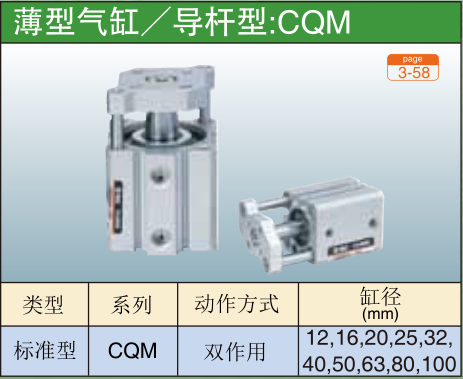 薄型气缸／导杆型:CQM
page
3-58
类型 系列 动作方式 缸径
(mm)
标准型 CQM 双作用 12,16,20,25,32,
40,50,63,80,100